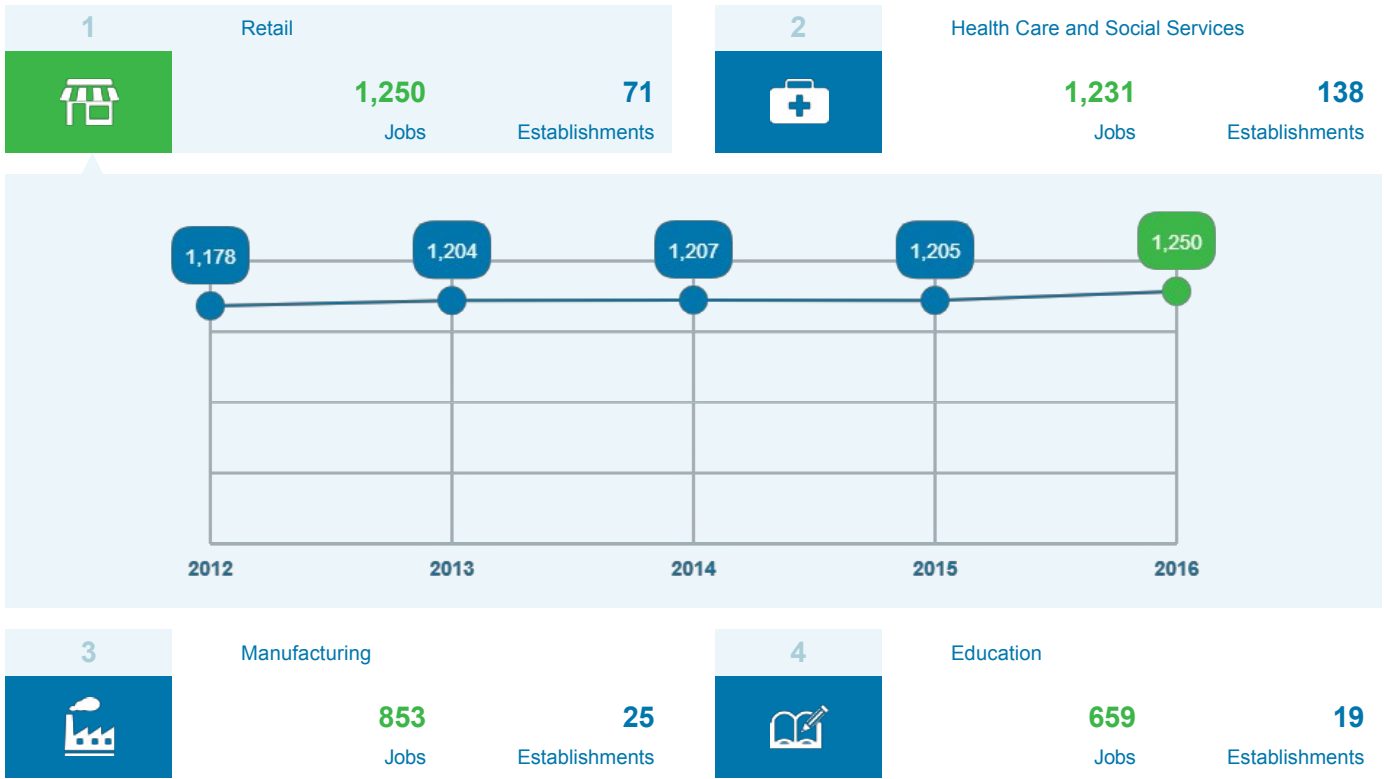 1
Retail
1,250
71
Jobs
Establishments
2
Health Care and Social Services
1,231
138
Jobs
Establishments
1,178
1,204
1,207
1,205
1,250
2012
2013
2014
2015
2016
3
Manufacturing
853
25
Jobs
Establishments
4
Education
659
19
Jobs
Establishments